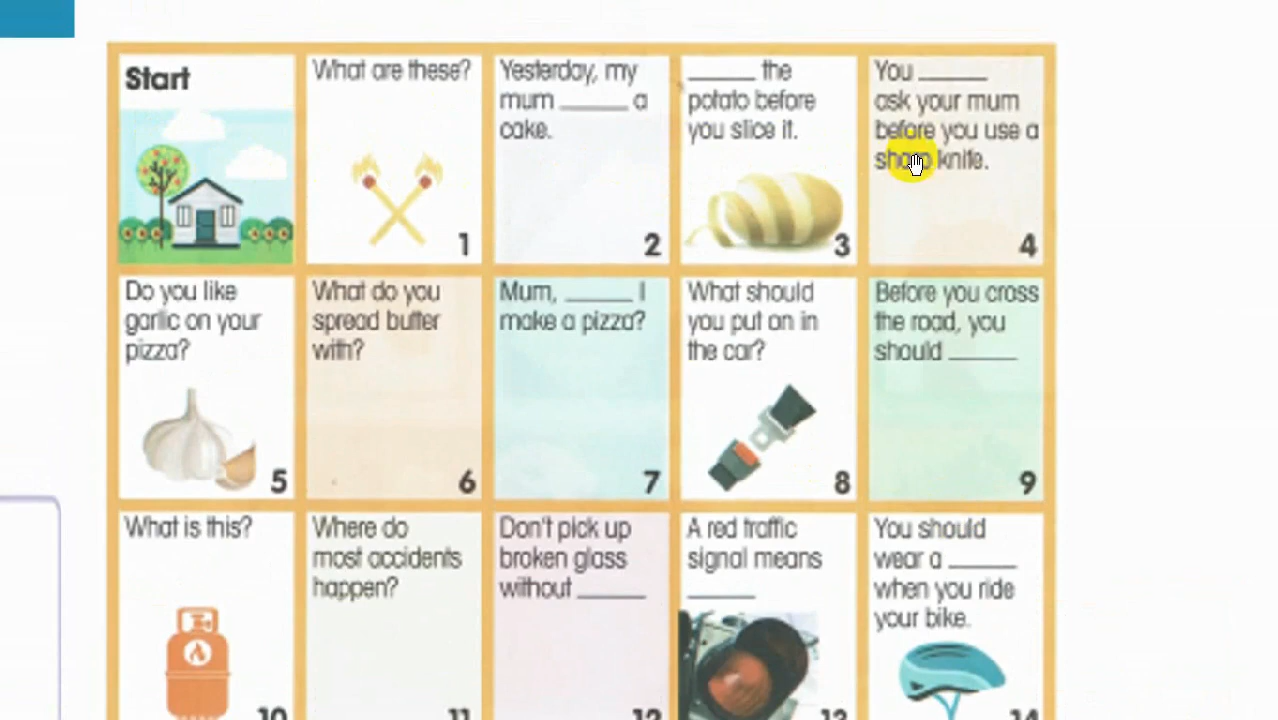 Start
What are these?
1
Yesterday, my
mum ______ a
cake.
2
______ the
potato before
you slice it.
3
You ______
ask your mum
before you use a
sharp knife.
4
Do you like
garlic on your
pizza?
5
What do you
spread butter
with?
6
Mum, ______ I
make a pizza?
7
What should
you put on in
the car?
8
Before you cross
the road, you
should ______
9
What is this?
10
Where do
most accidents
happen?
11
Don't pick up
broken glass
without ______
12
A red traffic
signal means
______
13
You should
wear a ______
when you ride
your bike.
14